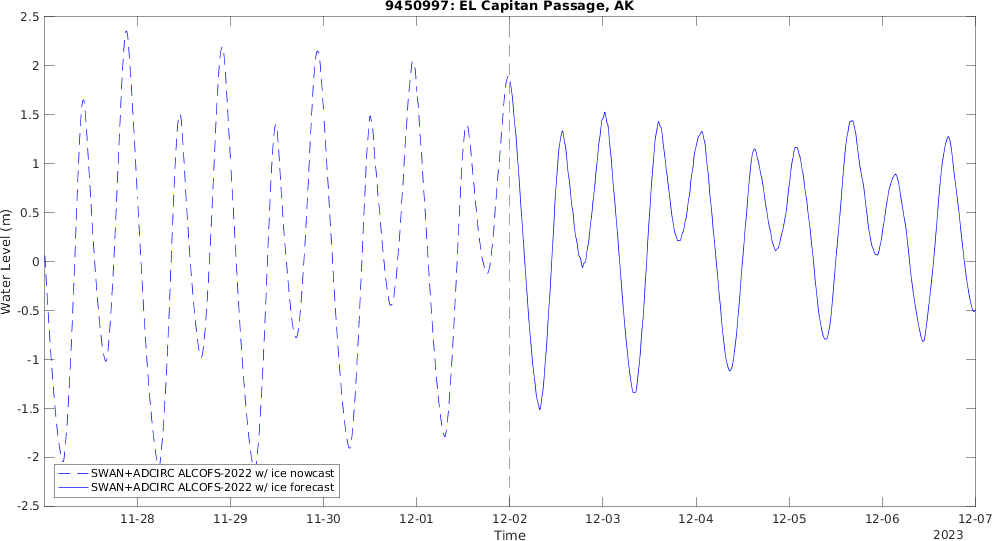 9450997: EL Capitan Passage, AK
2.5
2
1.5
1
0.5
0
-0.5
-1
-1.5
-2
-2.5
Water Level (m)
SWAN+ADCIRC ALCOFS-2022 w/ ice nowcast
SWAN+ADCIRC ALCOFS-2022 w/ ice forecast
11-28 11-29 11-30 12-01 12-02 12-03 12-04 12-05 12-06 12-07
Time
2023